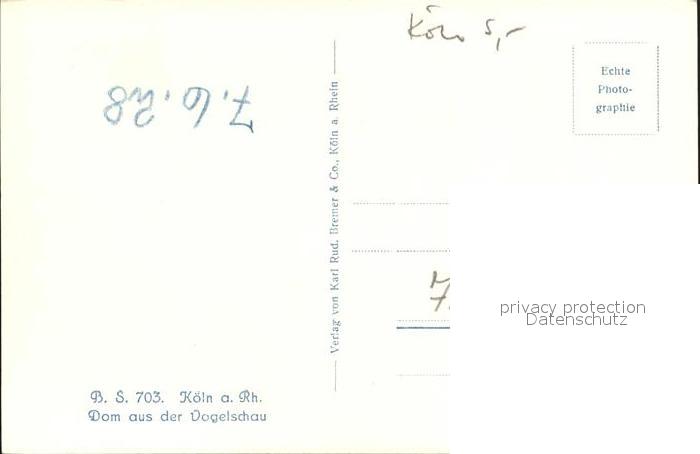 Köln 5,-
Echte
Photo-
graphie
7.6.28
Verlag von Karl Rud. Bremer & Co., Köln a. Rhein
7.
privacy protection
Datenschutz
B. S. 703. Köln a. Rh.
Dom aus der Vogelschau